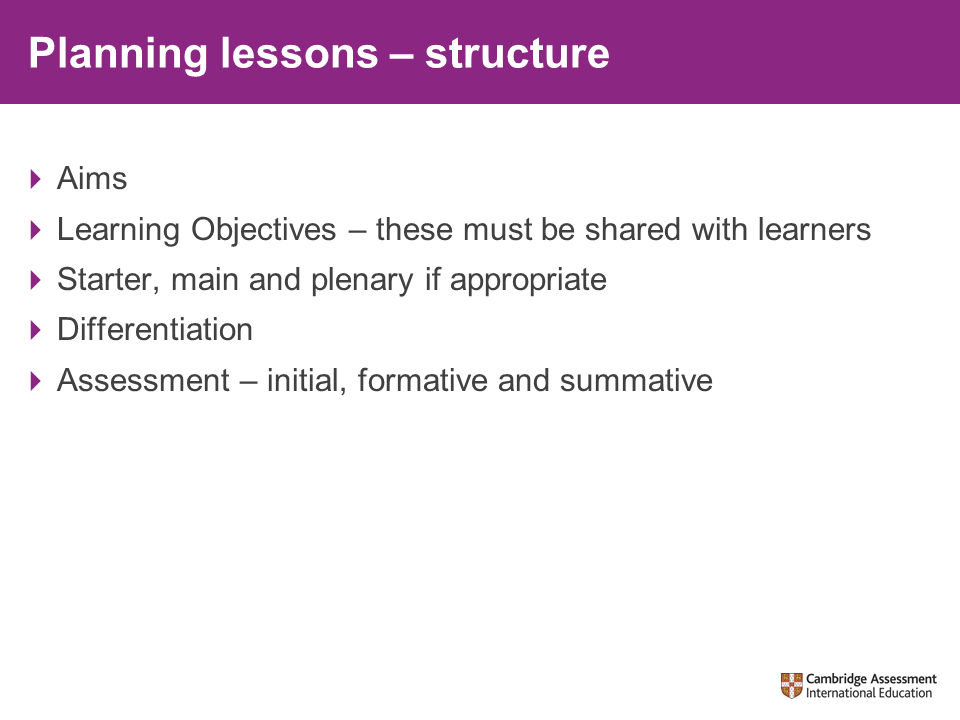 Planning lessons – structure
Aims
Learning Objectives – these must be shared with learners
Starter, main and plenary if appropriate
Differentiation
Assessment – initial, formative and summative
Cambridge Assessment
International Education